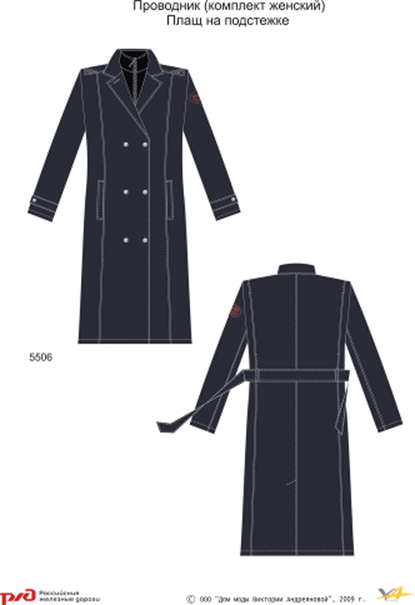 Проводник (комплект женский)
Плащ на подстежке
5506
Российские
железные дороги
© ООО "Дом моды Виктории Андреяновой", 2009 г.